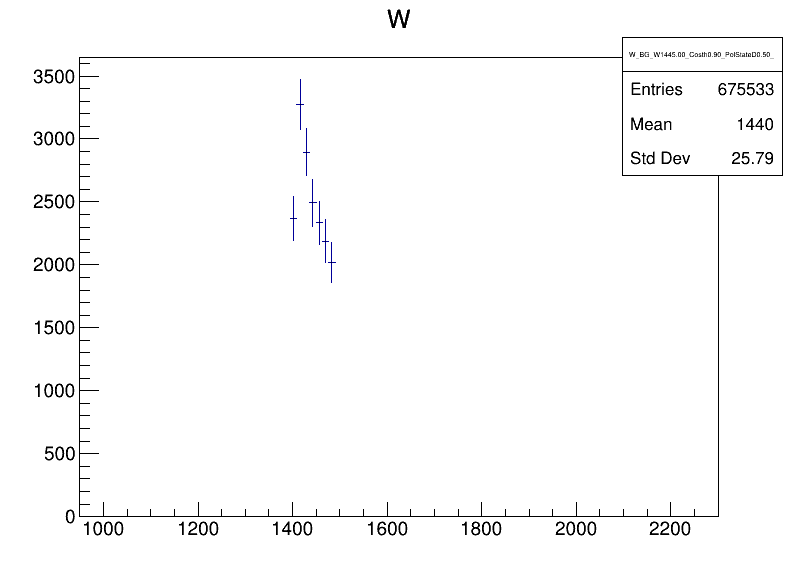 W
W_BG_W1445.00_Costh0.90_PolStateD0.50_
Entries 675533
Mean 1440
Std Dev 25.79
3500
3000
2500
2000
1500
1000
500
0
1000 1200 1400 1600 1800 2000 2200